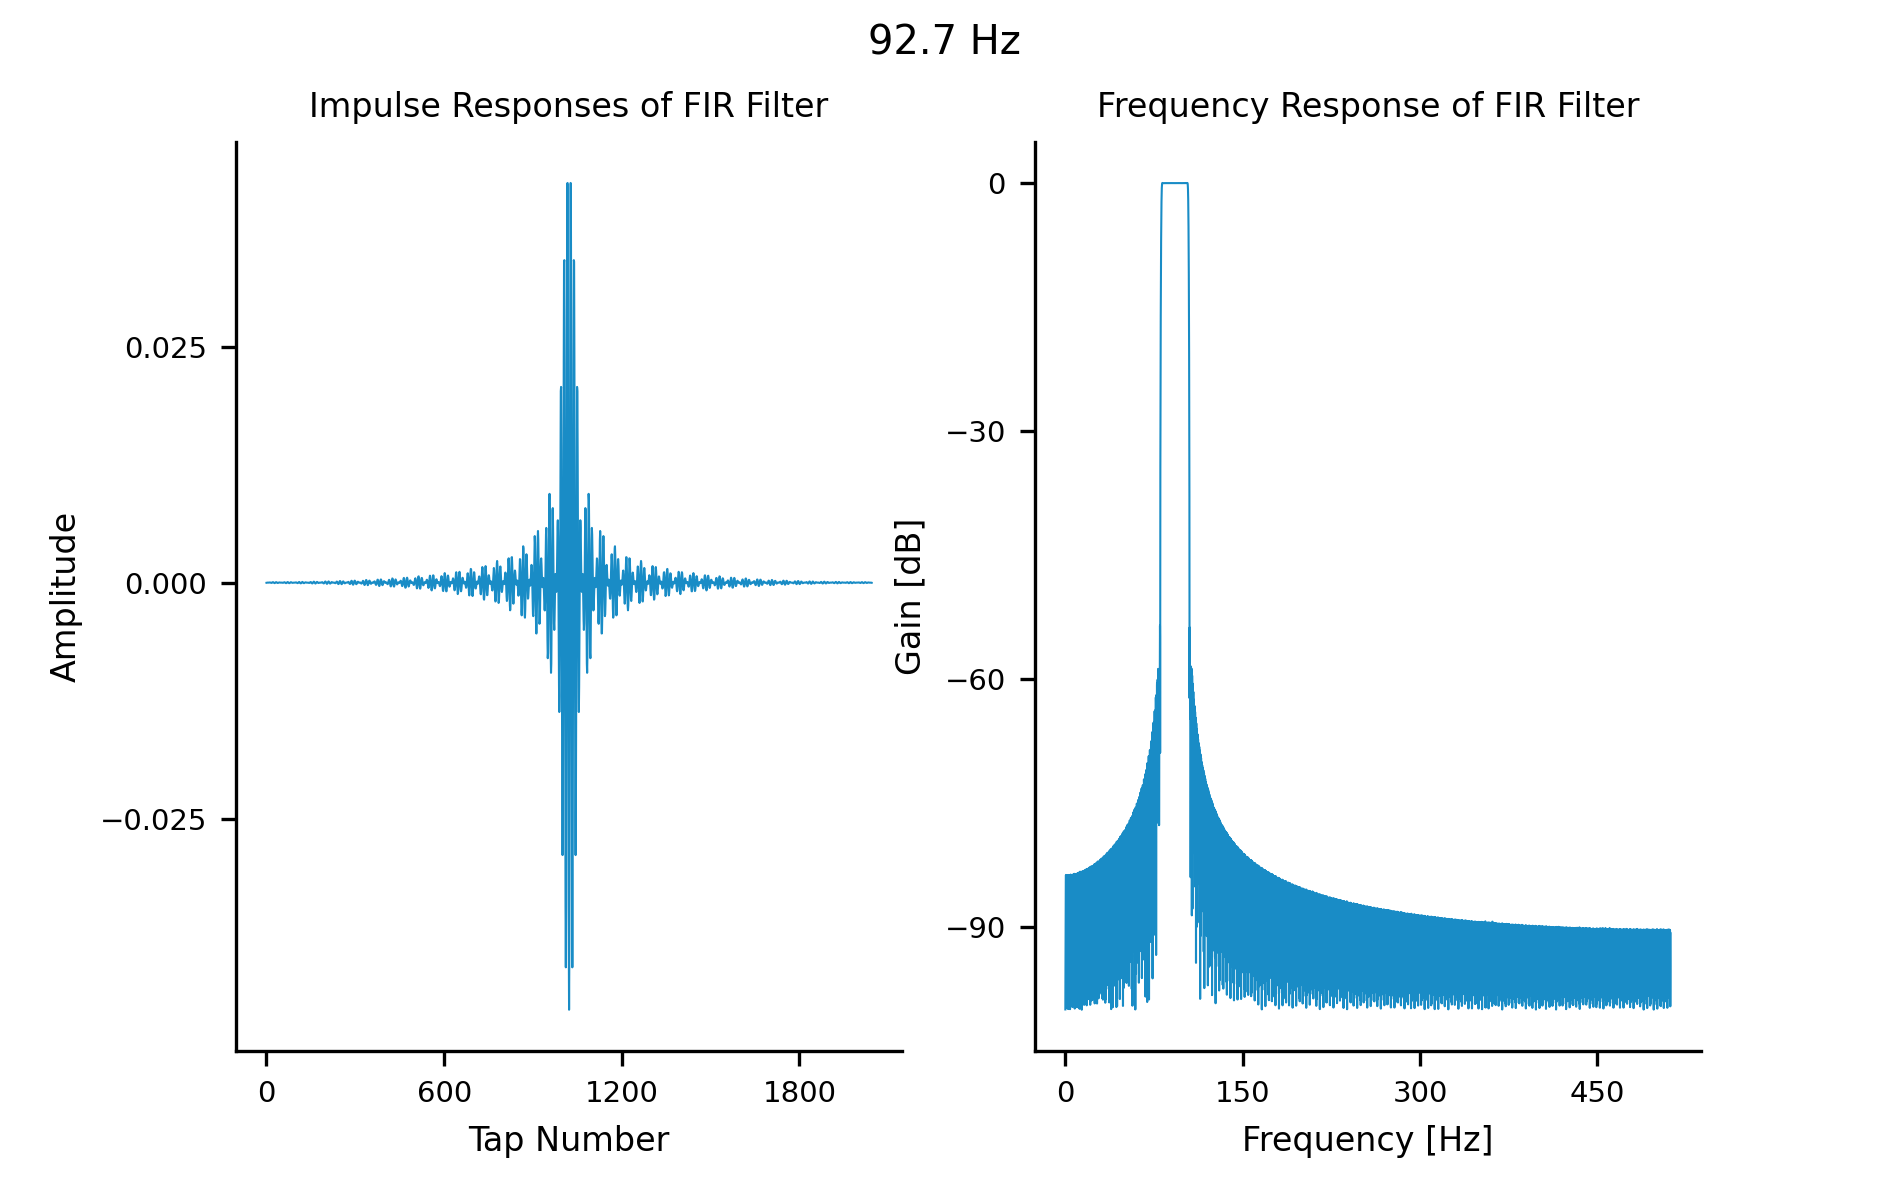 92.7 Hz
Impulse Responses of FIR Filter
Amplitude
0.025
0.000
−0.025
0 600 1200 1800
Tap Number
Frequency Response of FIR Filter
Gain [dB]
0
−30
−60
−90
0 150 300 450
Frequency [Hz]